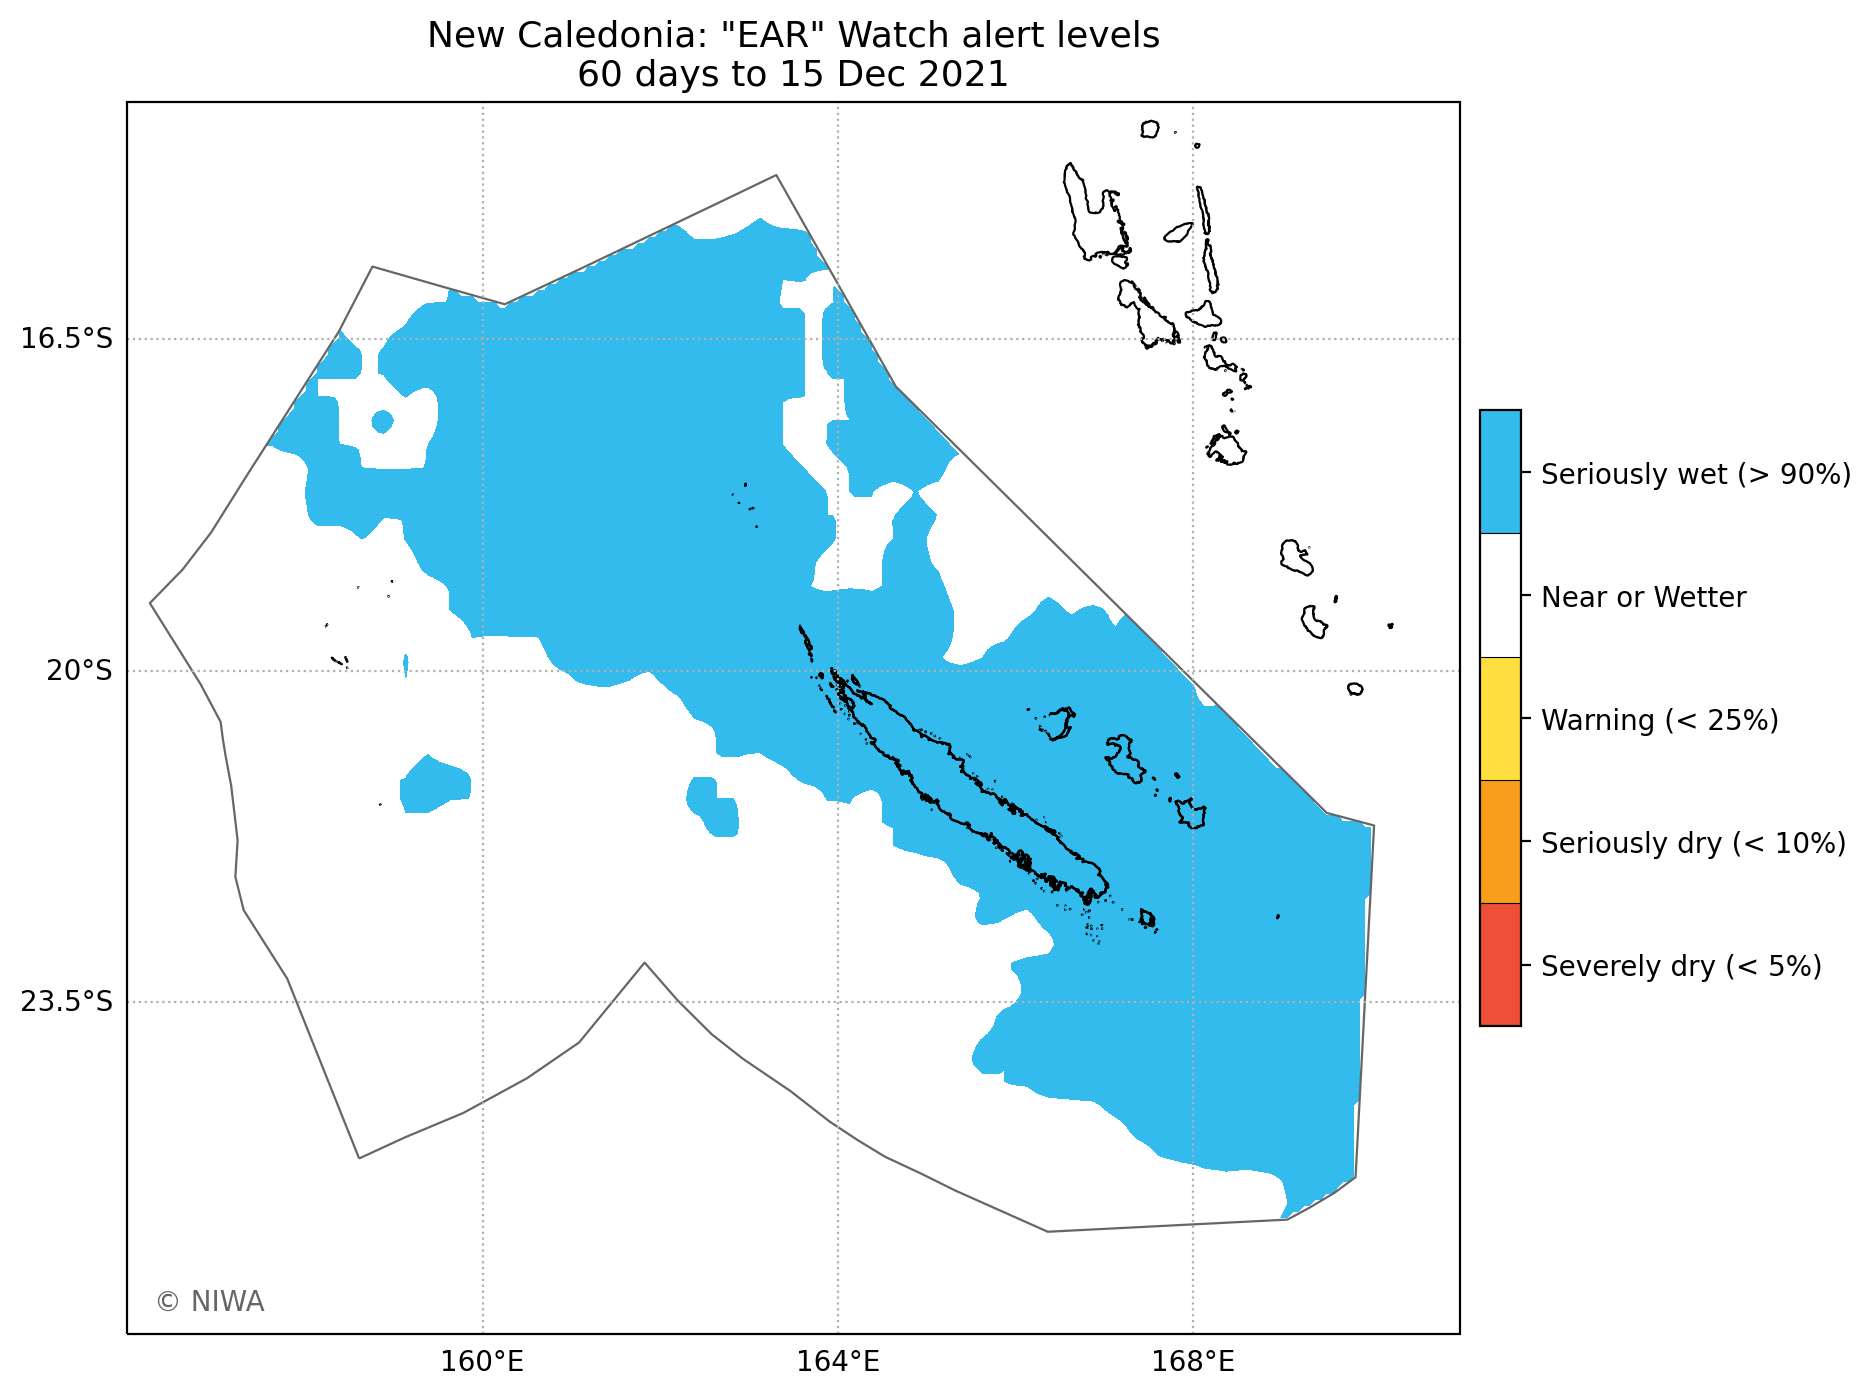 New Caledonia: "EAR" Watch alert levels
60 days to 15 Dec 2021
16.5°S
20°S
23.5°S
160°E
164°E
168°E
Seriously wet (> 90%)
Near or Wetter
Warning (< 25%)
Seriously dry (< 10%)
Severely dry (< 5%)
© NIWA